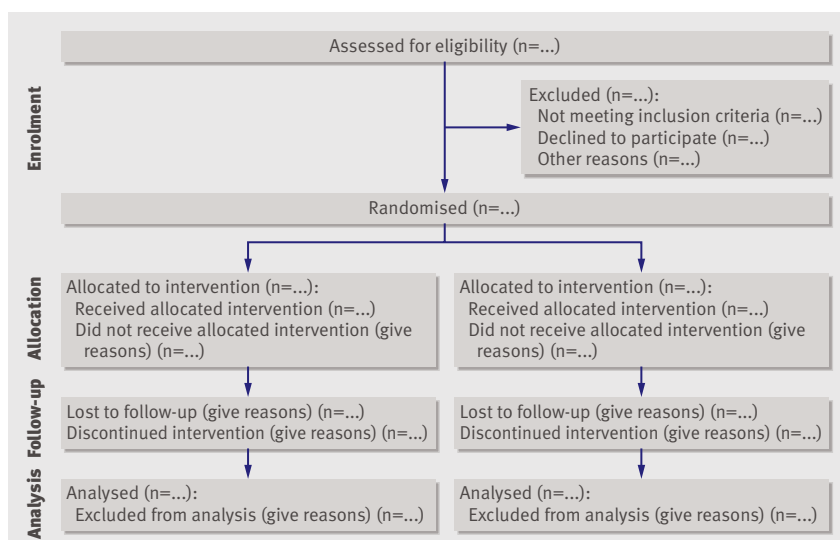 Enrolment
Assessed for eligibility (n=...)
Excluded (n=...):
Not meeting inclusion criteria (n=...)
Declined to participate (n=...)
Other reasons (n=...)
Randomised (n=...)
Allocation
Allocated to intervention (n=...):
Received allocated intervention (n=...)
Did not receive allocated intervention (give
reasons) (n=...)
Allocated to intervention (n=...):
Received allocated intervention (n=...)
Did not receive allocated intervention (give
reasons) (n=...)
Follow-up
Lost to follow-up (give reasons) (n=...)
Discontinued intervention (give reasons) (n=...)
Lost to follow-up (give reasons) (n=...)
Discontinued intervention (give reasons) (n=...)
Analysis
Analysed (n=...):
Excluded from analysis (give reasons) (n=...)
Analysed (n=...):
Excluded from analysis (give reasons) (n=...)